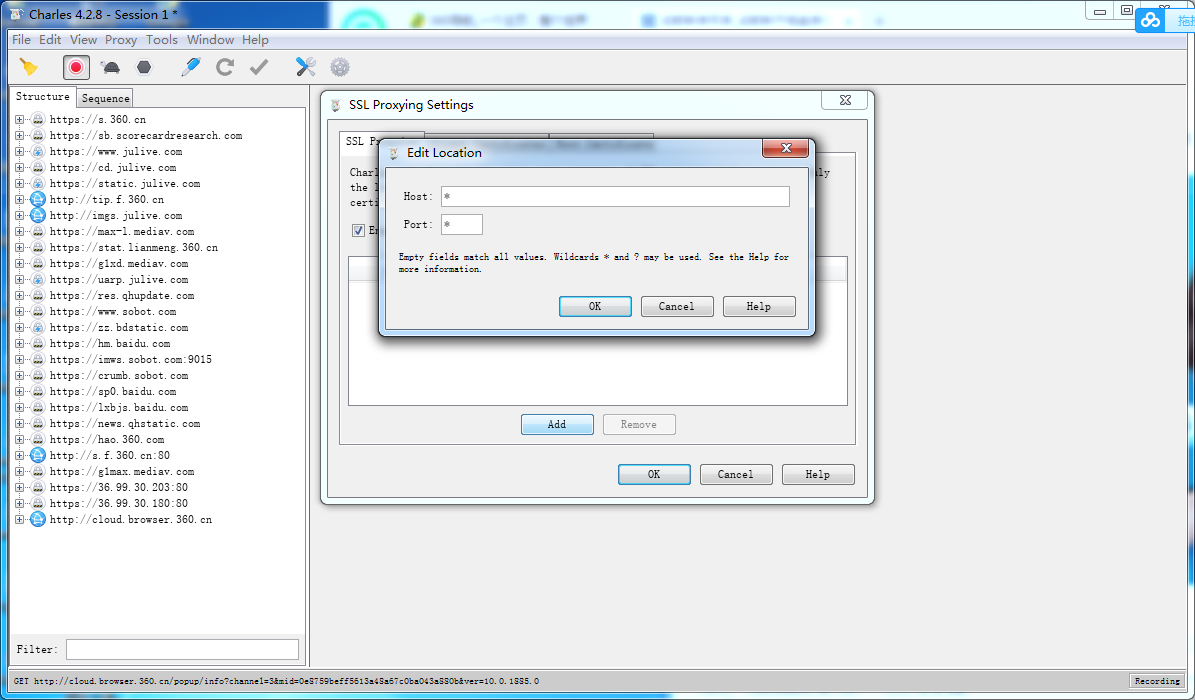 Charles 4.2.8 - Session 1 *
File Edit View Proxy Tools Window Help
Structure Sequence
https://s.360.cn
https://sb.scorecardresearch.com
https://www.julive.com
https://cd.julive.com
https://static.julive.com
http://tip.f.360.cn
http://imgs.julive.com
https://max-l.mediav.com
https://stat.lianmeng.360.cn
https://g1xd.mediav.com
https://uarp.julive.com
https://res.qhupdate.com
https://www.sobot.com
https://zz.bdstatic.com
https://hm.baidu.com
https://imws.sobot.com:9015
https://crumb.sobot.com
https://sp0.baidu.com
https://lxbjs.baidu.com
https://news.qhstatic.com
https://hao.360.com
http://s.f.360.cn:80
https://g1max.mediav.com
https://36.99.30.203:80
https://36.99.30.180:80
http://cloud.browser.360.cn
Filter:
SSL Proxying Settings
SSL Pr
Charl
ly
the l
certi
En
Edit Location
Host: *
Port: *
Empty fields match all values. Wildcards * and ? may be used. See the Help for
more information.
OK Cancel Help
Add Remove
OK Cancel Help
GET http://cloud.browser.360.cn/popup/info?channel=3&mid=0e8759beff5613a48a67c0ba043a880b&ver=10.0.1885.0
Recording